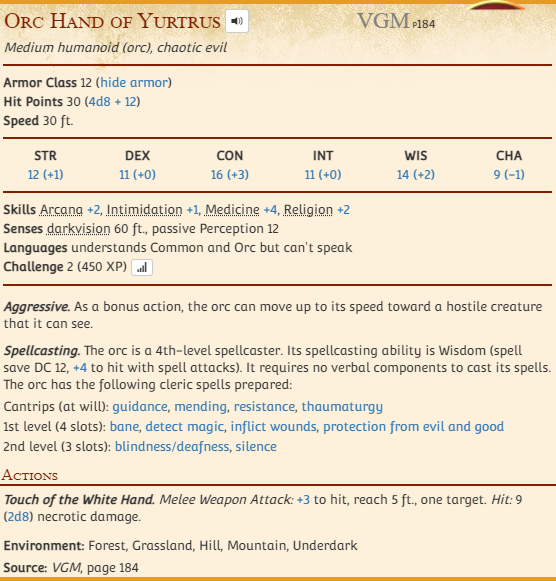 Orc Hand of Yurtrus VGM p184
Medium humanoid (orc), chaotic evil
Armor Class 12 (hide armor)
Hit Points 30 (4d8 + 12)
Speed 30 ft.
STR DEX CON INT WIS CHA
12 (+1) 11 (+0) 16 (+3) 11 (+0) 14 (+2) 9 (−1)
Skills Arcana +2, Intimidation +1, Medicine +4, Religion +2
Senses darkvision 60 ft., passive Perception 12
Languages understands Common and Orc but can't speak
Challenge 2 (450 XP)
Aggressive. As a bonus action, the orc can move up to its speed toward a hostile creature
that it can see.
Spellcasting. The orc is a 4th-level spellcaster. Its spellcasting ability is Wisdom (spell
save DC 12, +4 to hit with spell attacks). It requires no verbal components to cast its spells.
The orc has the following cleric spells prepared:
Cantrips (at will): guidance, mending, resistance, thaumaturgy
1st level (4 slots): bane, detect magic, inflict wounds, protection from evil and good
2nd level (3 slots): blindness/deafness, silence
Actions
Touch of the White Hand. Melee Weapon Attack: +3 to hit, reach 5 ft., one target. Hit: 9
(2d8) necrotic damage.
Environment: Forest, Grassland, Hill, Mountain, Underdark
Source: VGM, page 184